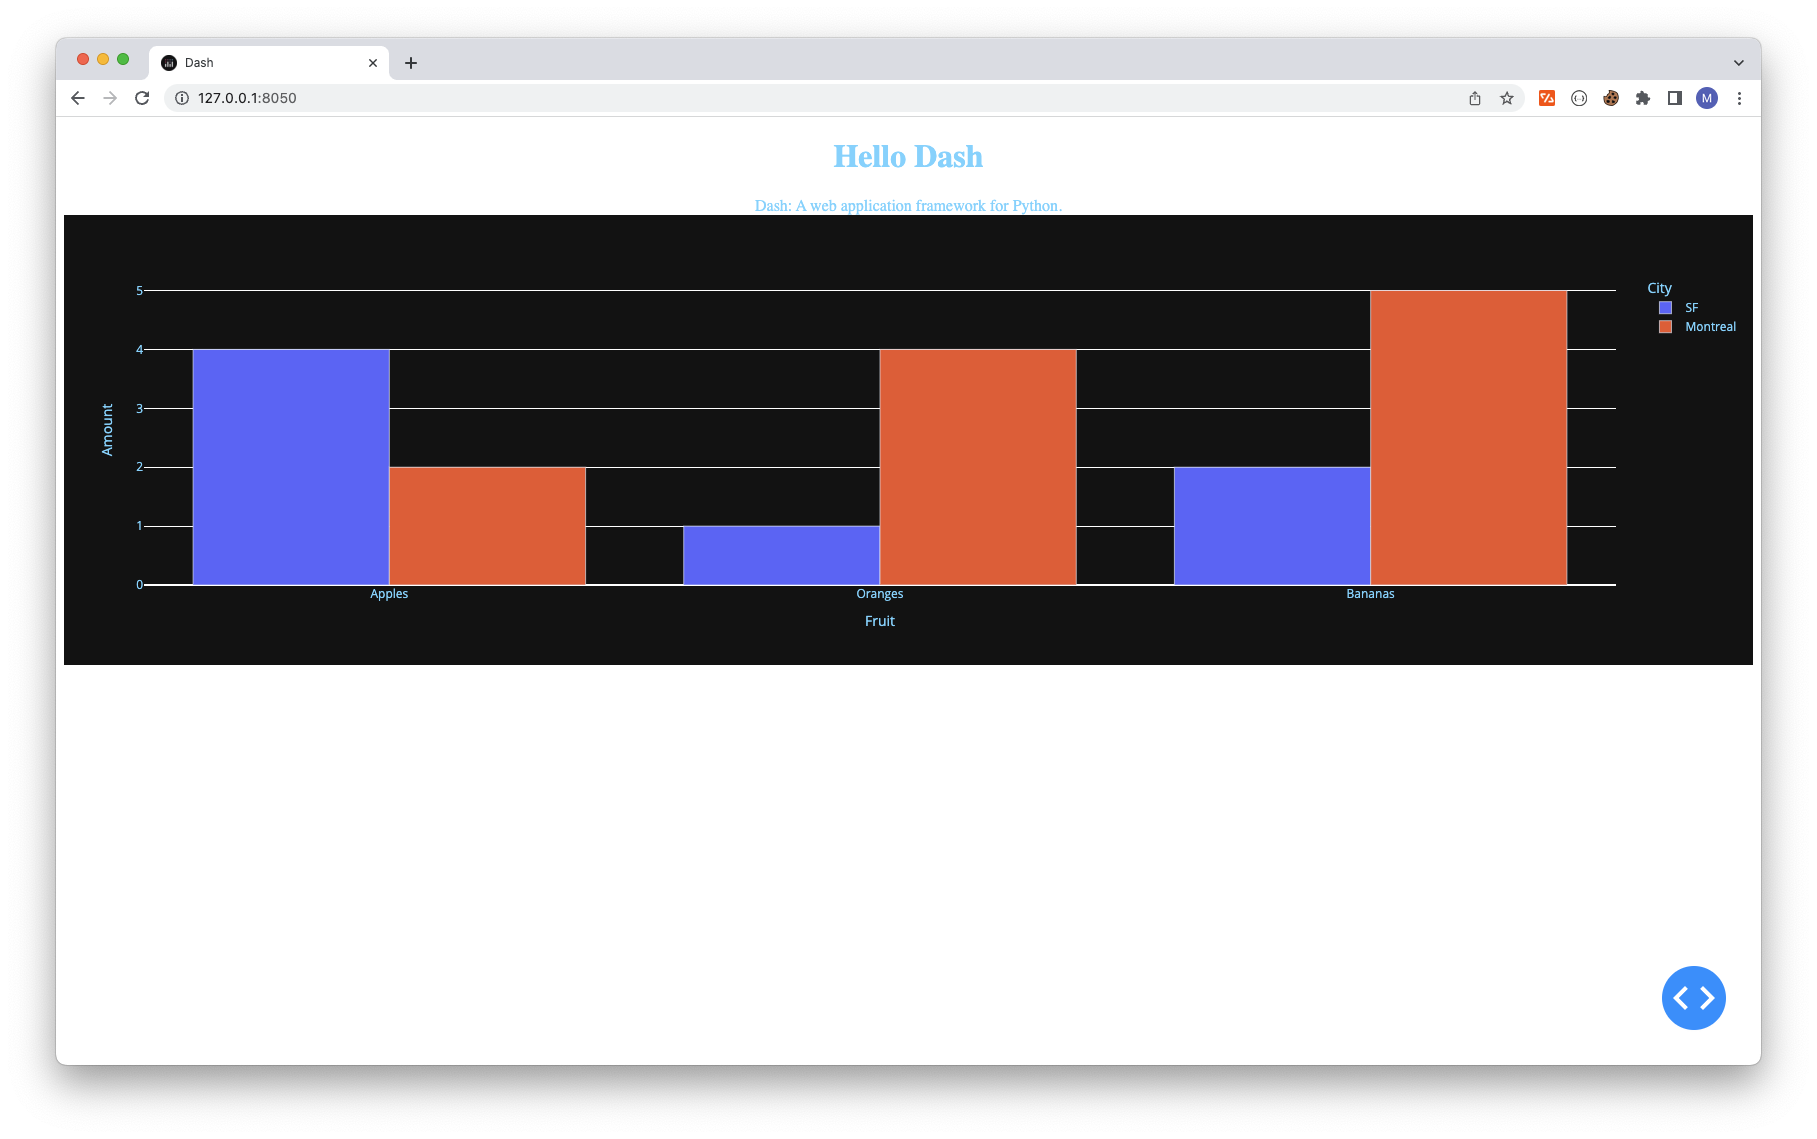 Dash
127.0.0.1:8050
M
Hello Dash
Dash: A web application framework for Python.
5
4
3
2
1
0
Amount
Apples
Oranges
Bananas
Fruit
City
SF
Montreal